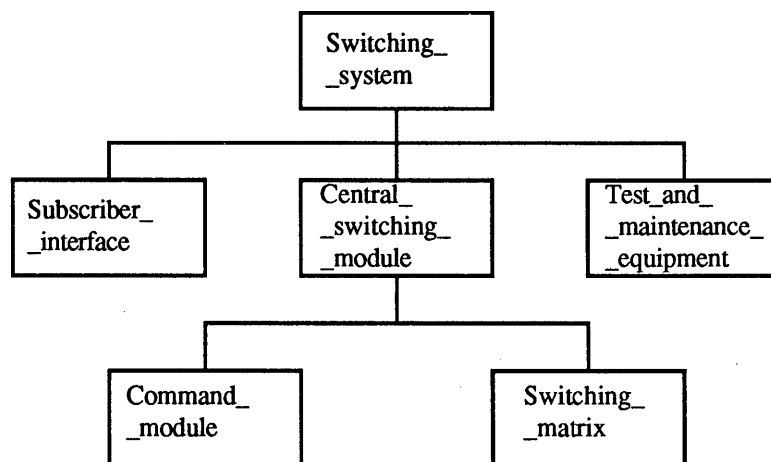 Switching_
_system
Subscriber_
_interface
Central_
_switching_
_module
Test_and_
_maintenance_
_equipment
Command_
_module
Switching_
_matrix